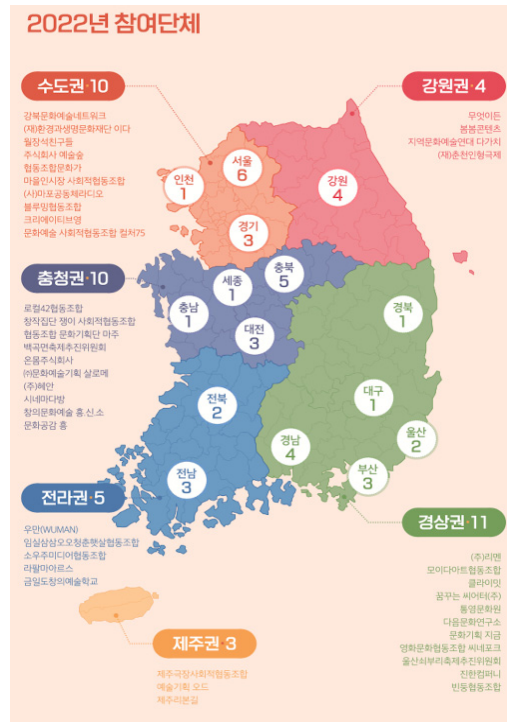 2022년 참여단체
수도권·10
강북문화예술네트워크
(재)환경과생명문화재단 이다
월장석친구들
주식회사 예술숲
협동조합문화가
마을인시장 사회적협동조합
(사)마포공동체라디오
블루밍협동조합
크리에이티브영
문화예술 사회적협동조합 컬처75
강원권·4
무엇이든
봄봄콘텐츠
지역문화예술연대 다가치
(재)춘천인형극제
서울
6
인천
1
경기
3
강원
4
충청권·10
로컬42협동조합
창작집단 쟁이 사회적협동조합
협동조합 문화기획단 마주
백곡면축제추진위원회
온몸주식회사
㈜문화예술기획 살로메
(주)혜안
시네마다방
창의문화예술 흥.신.소
문화공감 흥
충북
5
세종
1
충남
1
대전
3
경북
1
전북
2
대구
1
울산
2
경남
4
부산
3
전남
3
전라권·5
우만(WUMAN)
임실삼삼오오청춘햇살협동조합
소우주미디어협동조합
라팔마아르스
금일도창의예술학교
경상권·11
(주)리멘
모이다아트협동조합
클라이밋
꿈꾸는 씨어터(주)
통영문화원
다음문화연구소
문화기획 지금
영화문화협동조합 씨네포크
울산쇠부리축제추진위원회
진한컴퍼니
빈둥협동조합
제주권·3
제주극장사회적협동조합
예술기획 오드
제주리본길